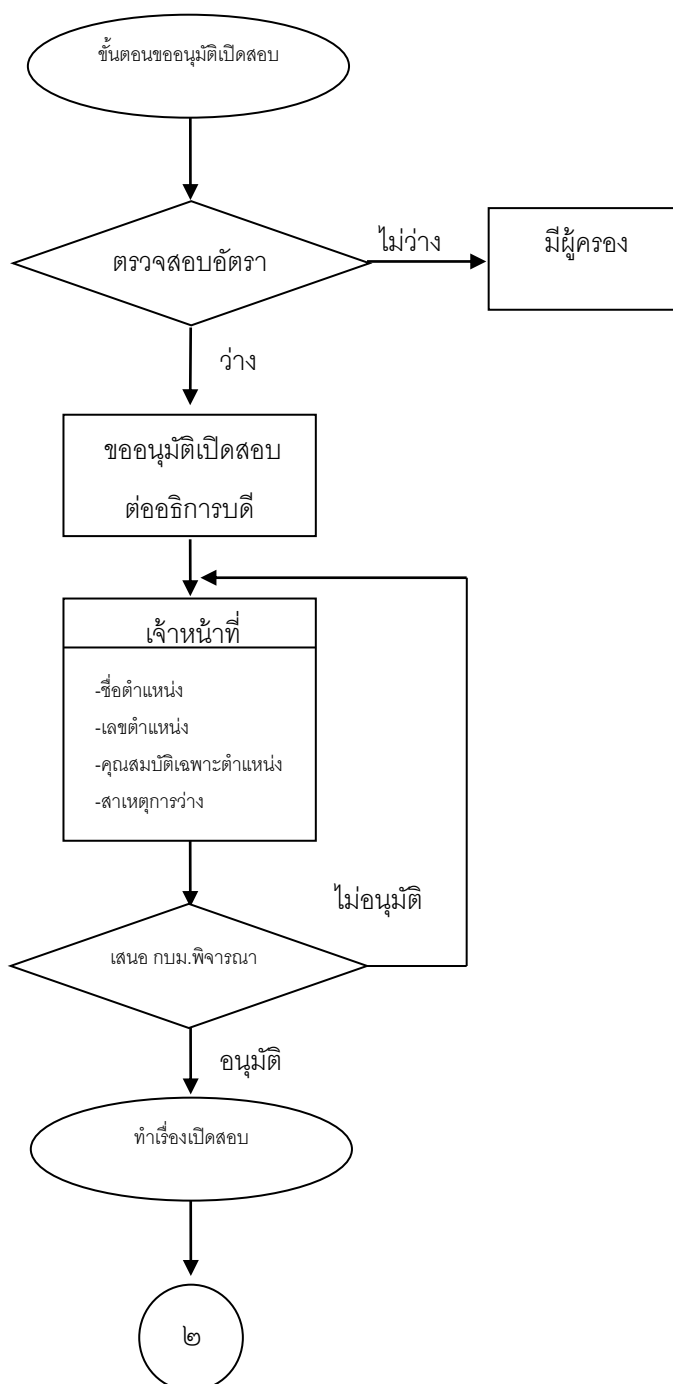 ขั้นตอนขออนุมัติเปิดสอบ
ตรวจสอบอัตรา
ไม่ว่าง
มีผู้ครอง
ว่าง
ขออนุมัติเปิดสอบ
ต่ออธิการบดี
เจ้าหน้าที่
-ชื่อตำแหน่ง
-เลขตำแหน่ง
-คุณสมบัติเฉพาะตำแหน่ง
-สาเหตุการว่าง
ไม่อนุมัติ
เสนอ กบม.พิจารณา
อนุมัติ
ทำเรื่องเปิดสอบ
๒